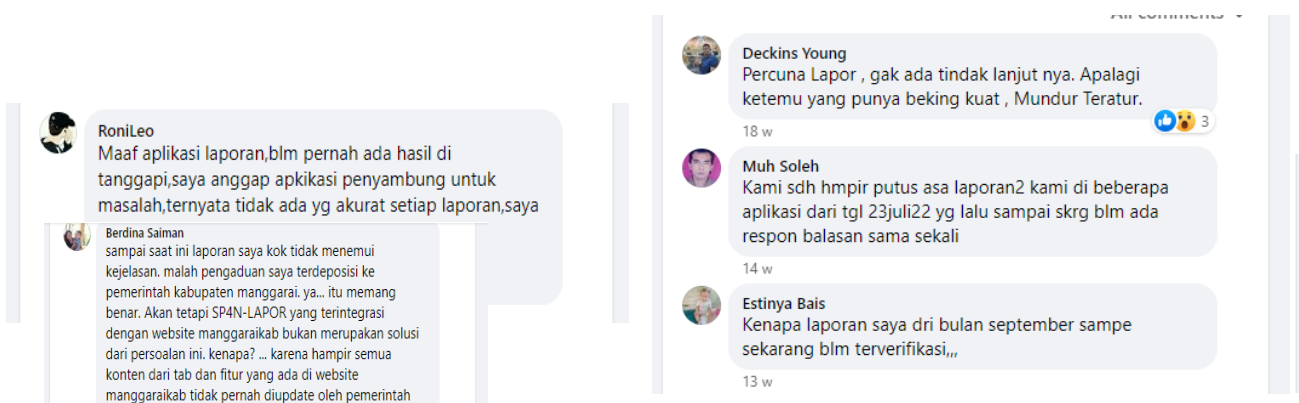 RoniLeo
Maaf aplikasi laporan,blm pernah ada hasil di
tanggapi,saya anggap apkikasi penyambung untuk
masalah,ternyata tidak ada yg akurat setiap laporan,saya
Berdina Saiman
sampai saat ini laporan saya kok tidak menemui
kejelasan. malah pengaduan saya terdeposisi ke
pemerintah kabupaten manggarai. ya... itu memang
benar. Akan tetapi SP4N-LAPOR yang terintegrasi
dengan website manggaraikab bukan merupakan solusi
dari persoalan ini. kenapa? ... karena hampir semua
konten dari tab dan fitur yang ada di website
manggaraikab tidak pernah diupdate oleh pemerintah
All comments
Deckins Young
Percuna Lapor , gak ada tindak lanjut nya. Apalagi
ketemu yang punya beking kuat , Mundur Teratur.
3
18 w
Muh Soleh
Kami sdh hmpir putus asa laporan2 kami di beberapa
aplikasi dari tgl 23juli22 yg lalu sampai skrg blm ada
respon balasan sama sekali
14 w
Estinya Bais
Kenapa laporan saya dri bulan september sampe
sekarang blm terverifikasi,,,
13 w